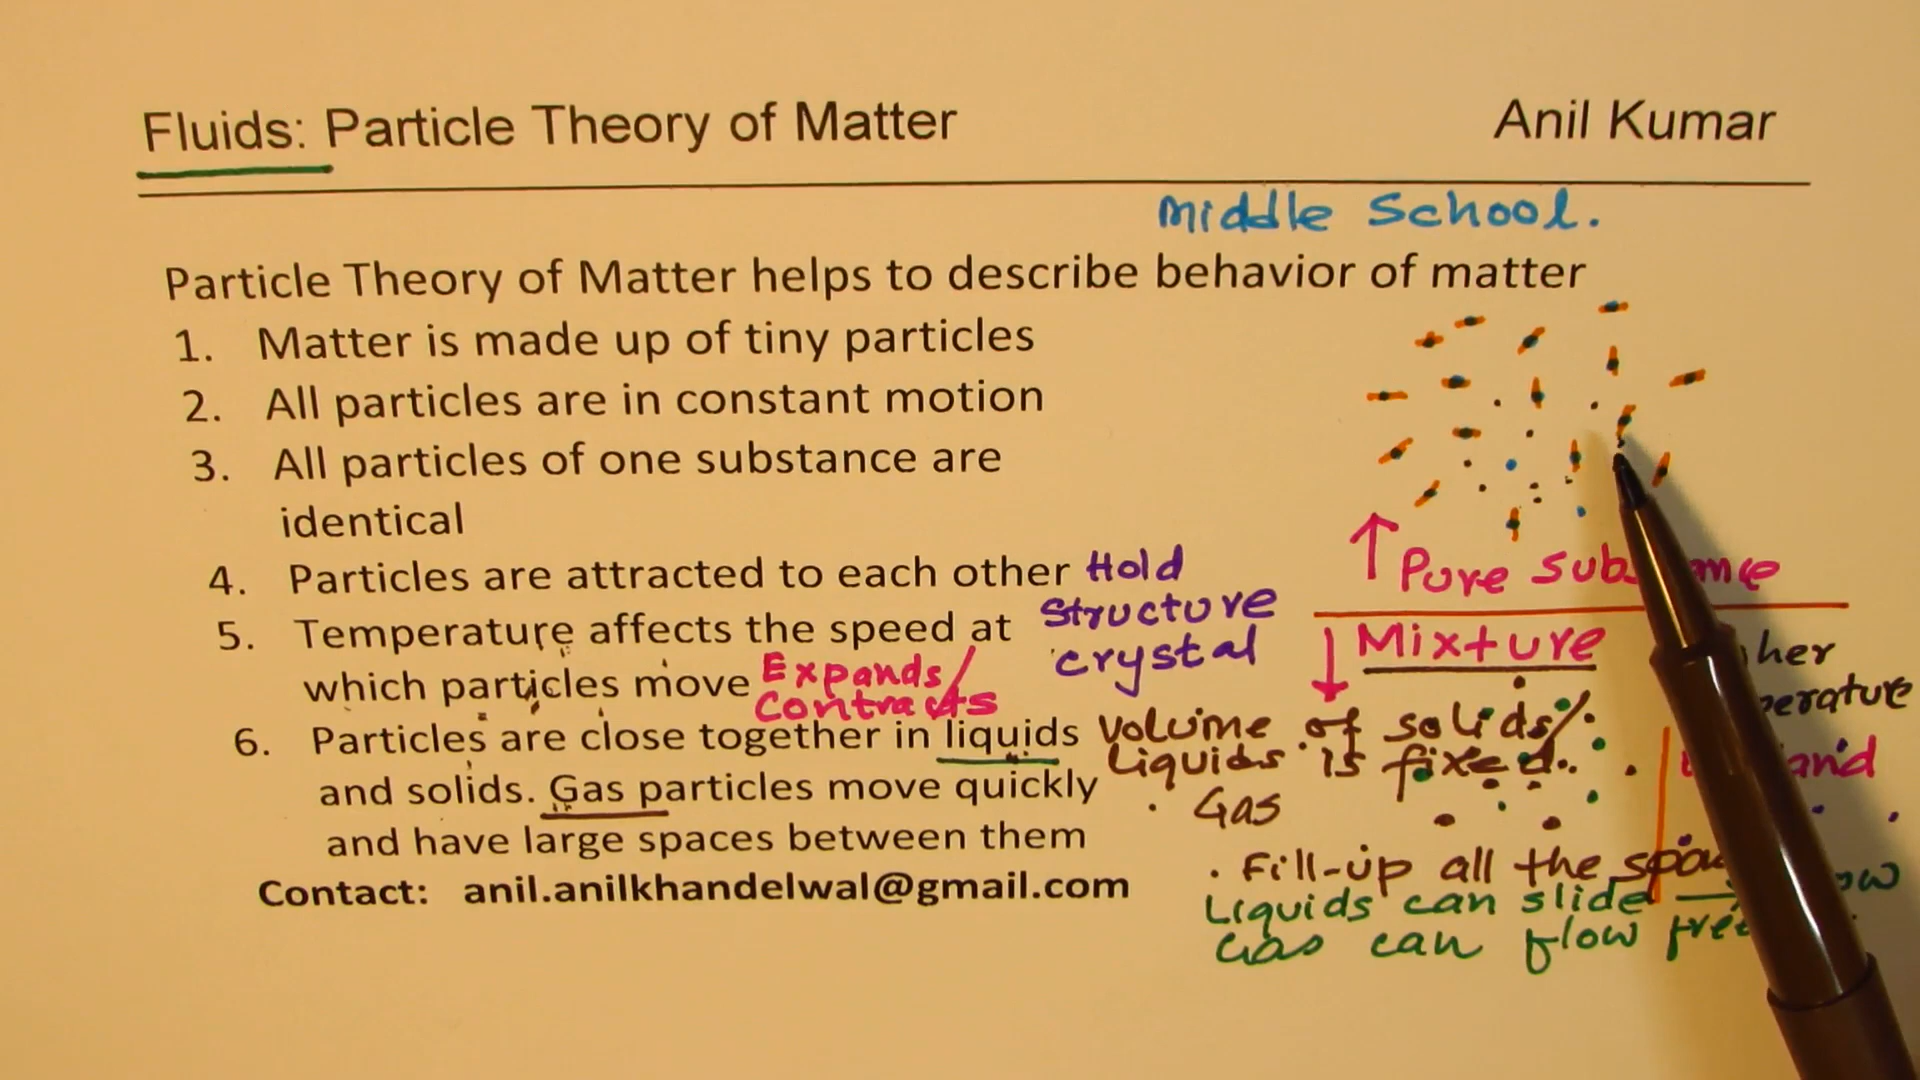 Fluids: Particle Theory of Matter
Anil Kumar
Middle School.
Particle Theory of Matter helps to describe behavior of matter
1. Matter is made up of tiny particles
2. All particles are in constant motion
3. All particles of one substance are
identical
4. Particles are attracted to each other
Hold
Structure
crystal
5. Temperature affects the speed at
which particles move
Expands/
Contracts
6. Particles are close together in liquids
and solids. Gas particles move quickly
and have large spaces between them
Contact: anil.anilkhandelwal@gmail.com
↑ Pure
↓ Mixture
Volume of solids/
Liquids is fixed.
· Gas
· Fill-up all the
Liquids can slide →
Gas can flow